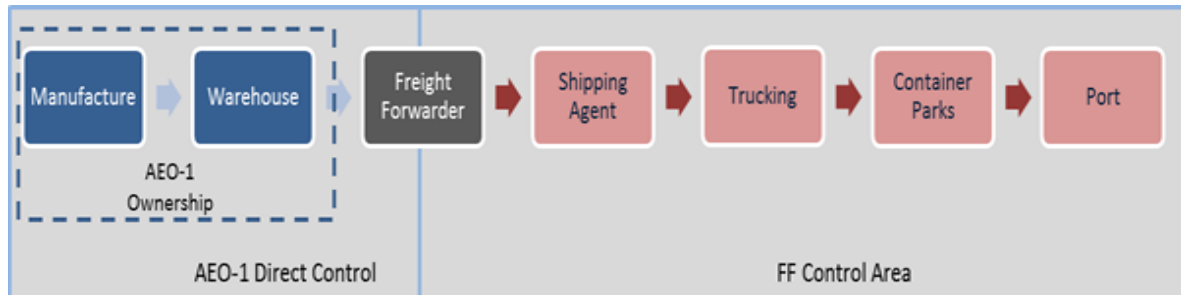 Manufacture
Warehouse
Freight
Forwarder
Shipping
Agent
Trucking
Container
Parks
Port
AEO-1
Ownership
AEO-1 Direct Control
FF Control Area